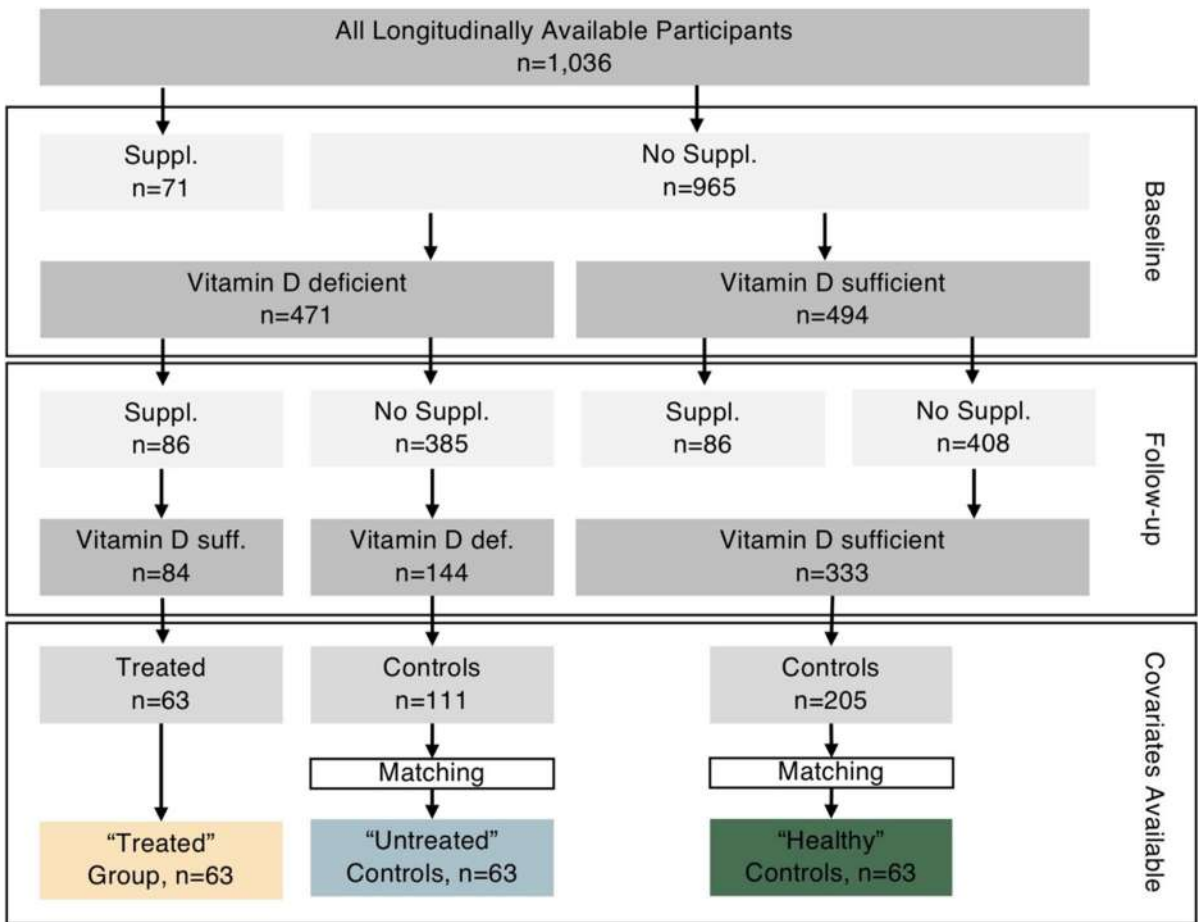 All Longitudinally Available Participants
n=1,036
Suppl.
n=71
No Suppl.
n=965
Baseline
Vitamin D deficient
n=471
Vitamin D sufficient
n=494
Suppl.
n=86
No Suppl.
n=385
Suppl.
n=86
No Suppl.
n=408
Follow-up
Vitamin D suff.
n=84
Vitamin D def.
n=144
Vitamin D sufficient
n=333
Treated
n=63
Controls
n=111
Controls
n=205
Covariates Available
Matching
Matching
“Treated”
Group, n=63
“Untreated”
Controls, n=63
“Healthy”
Controls, n=63